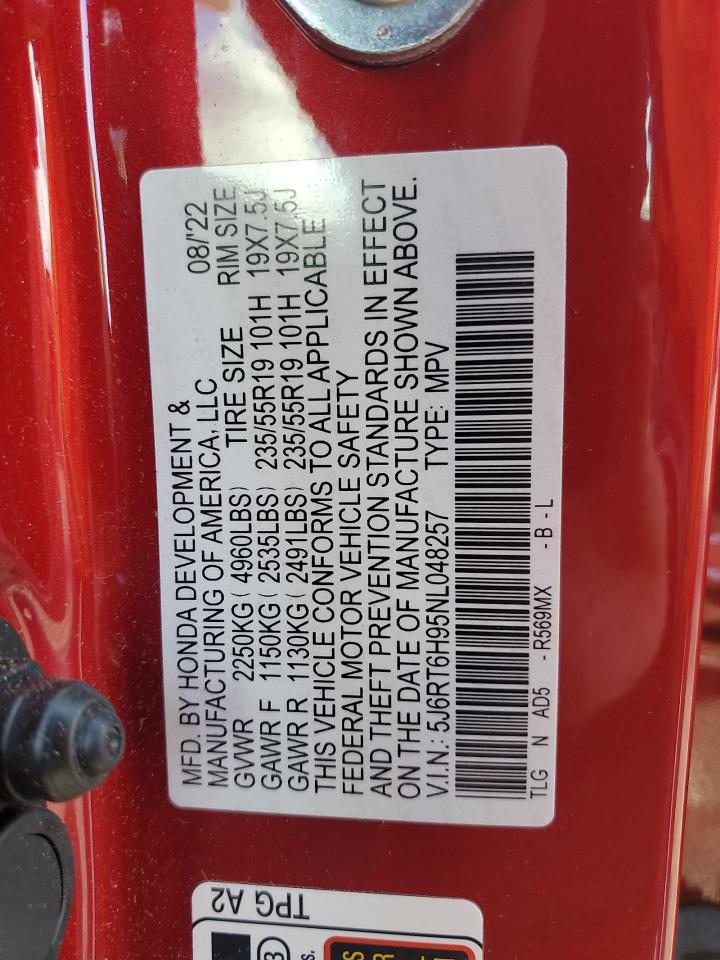 MFD. BY HONDA DEVELOPMENT &
MANUFACTURING OF AMERICA, LLC 08/'22
GVWR 2250KG ( 4960LBS) TIRE SIZE RIM SIZE
GAWR F 1150KG ( 2535LBS) 235/55R19 101H 19X7.5J
GAWR R 1130KG ( 2491LBS) 235/55R19 101H 19X7.5J
THIS VEHICLE CONFORMS TO ALL APPLICABLE
FEDERAL MOTOR VEHICLE SAFETY
AND THEFT PREVENTION STANDARDS IN EFFECT
ON THE DATE OF MANUFACTURE SHOWN ABOVE.
V.I.N.: 5J6RT6H95NL048257 TYPE: MPV
TLG N AD5 - R569MX - B - L
TPG A2
3
s.